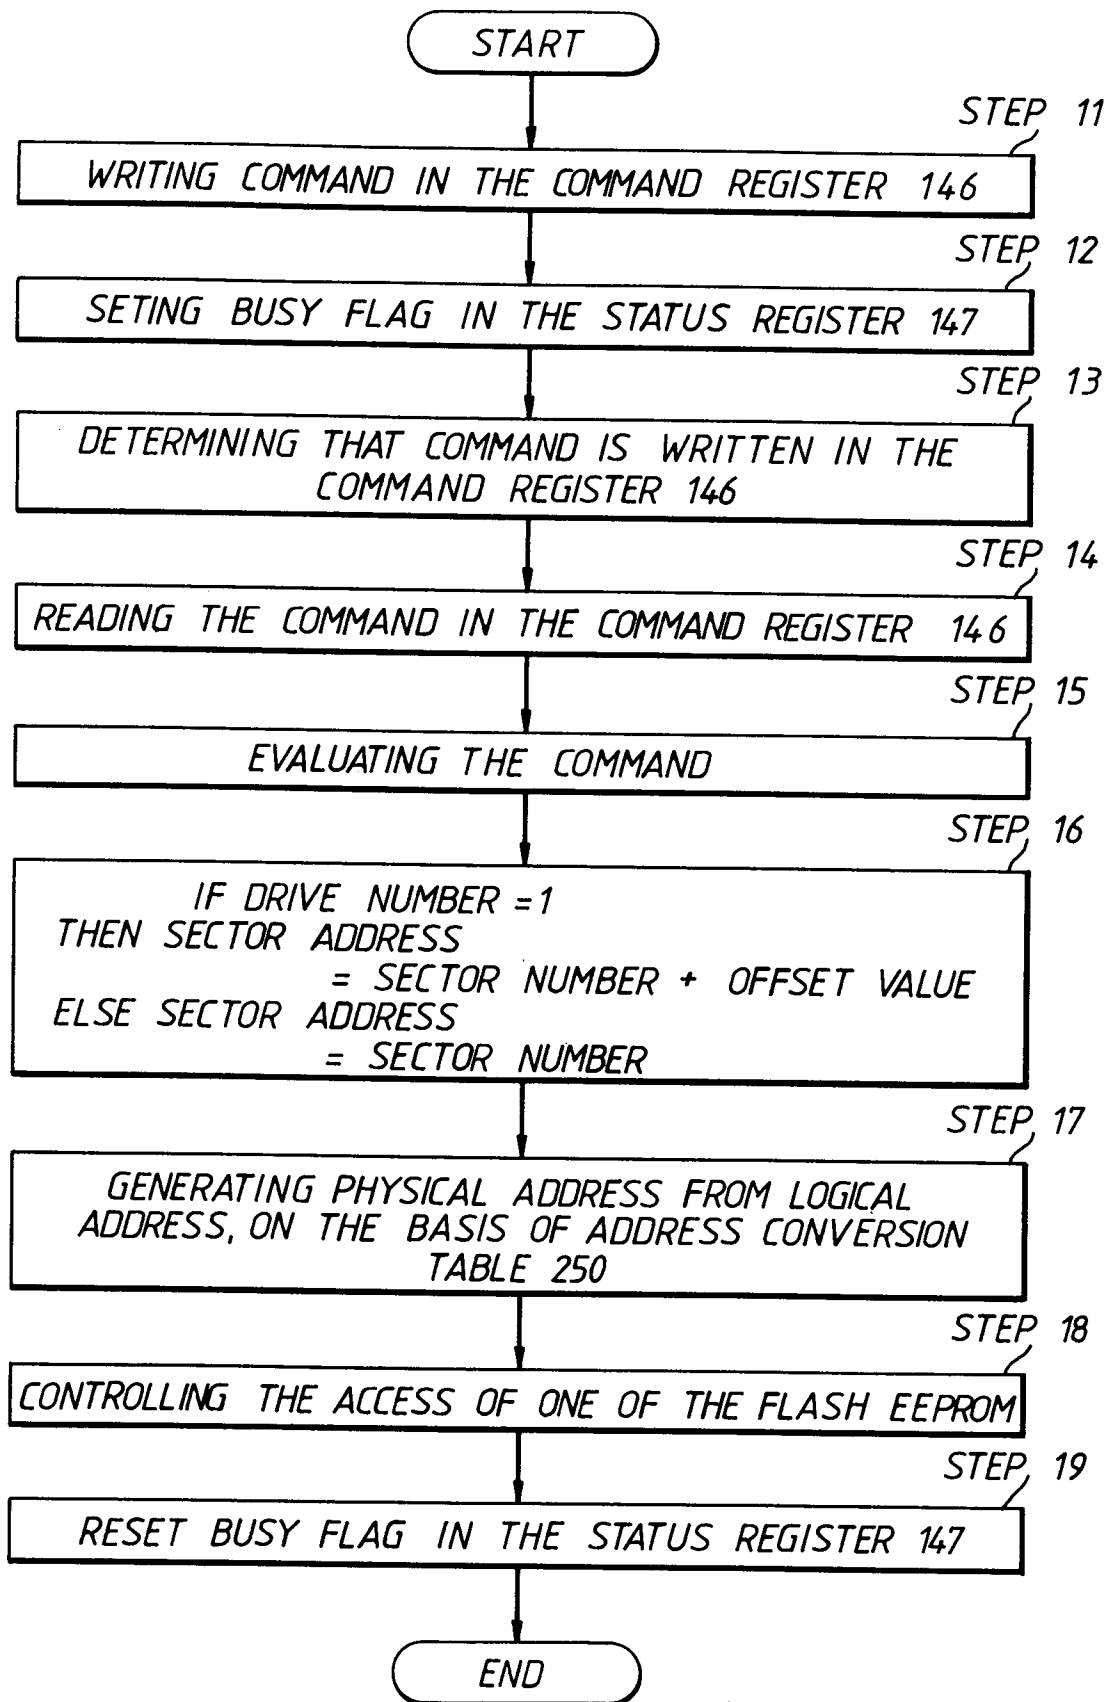 START
STEP 11
WRITING COMMAND IN THE COMMAND REGISTER 146
STEP 12
SETING BUSY FLAG IN THE STATUS REGISTER 147
STEP 13
DETERMINING THAT COMMAND IS WRITTEN IN THE
COMMAND REGISTER 146
STEP 14
READING THE COMMAND IN THE COMMAND REGISTER 146
STEP 15
EVALUATING THE COMMAND
STEP 16
IF DRIVE NUMBER = 1
THEN SECTOR ADDRESS
= SECTOR NUMBER + OFFSET VALUE
ELSE SECTOR ADDRESS
= SECTOR NUMBER
STEP 17
GENERATING PHYSICAL ADDRESS FROM LOGICAL
ADDRESS, ON THE BASIS OF ADDRESS CONVERSION
TABLE 250
STEP 18
CONTROLLING THE ACCESS OF ONE OF THE FLASH EEPROM
STEP 19
RESET BUSY FLAG IN THE STATUS REGISTER 147
END